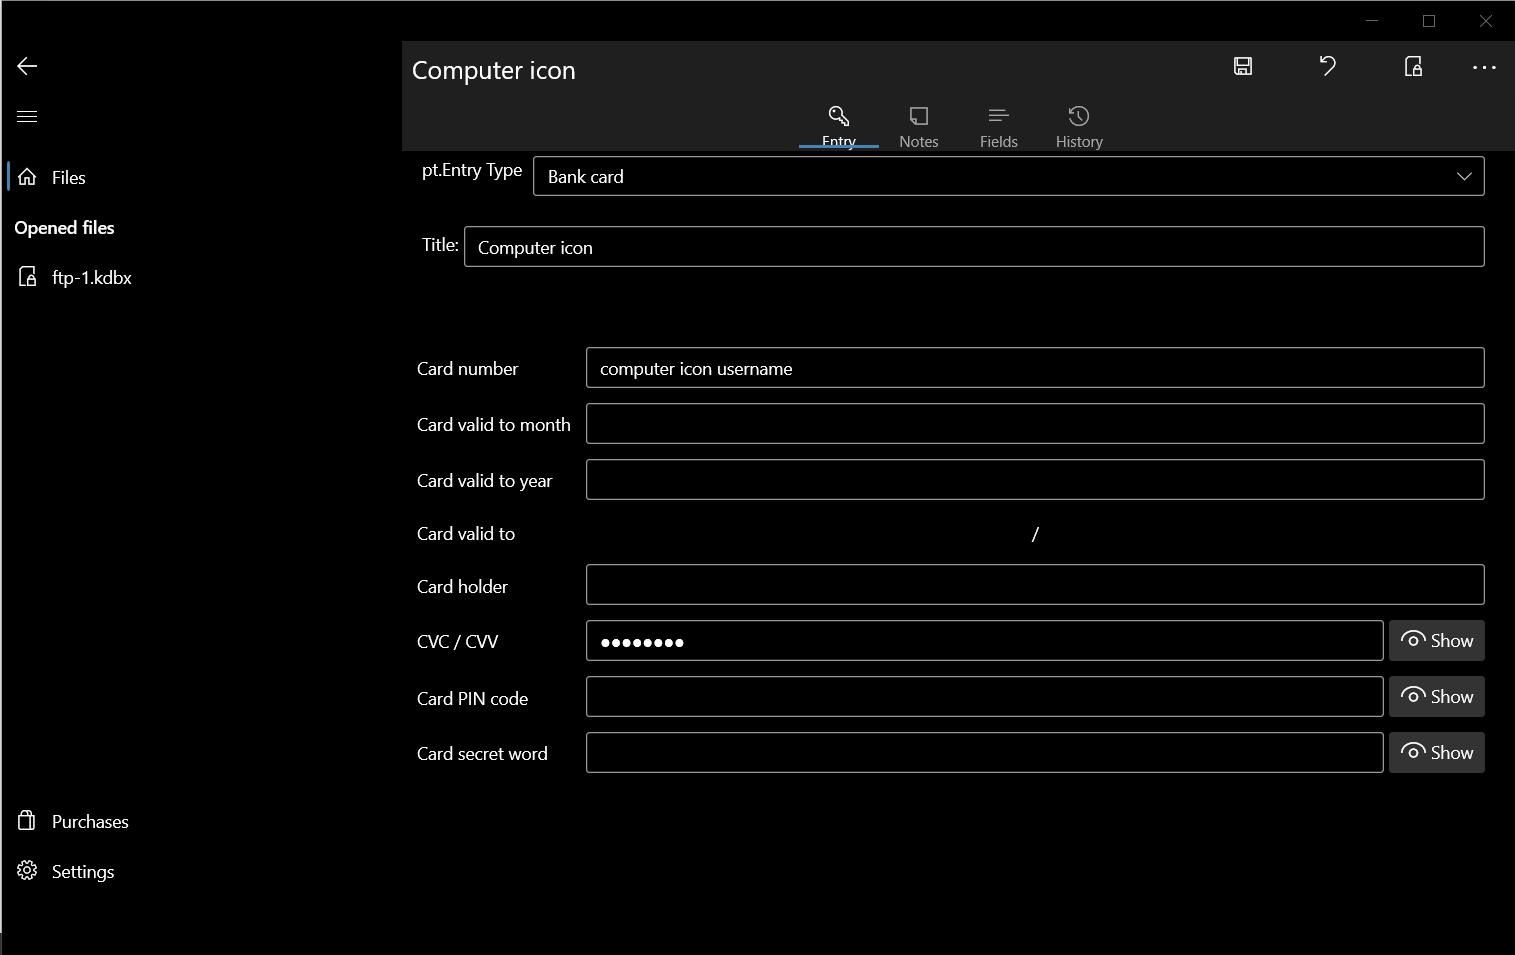 Computer icon
Entry
Notes
Fields
History
Files
Opened files
ftp-1.kdbx
pt.Entry Type
Bank card
Title:
Computer icon
Card number
computer icon username
Card valid to month
Card valid to year
Card valid to
/
Card holder
CVC / CVV
●●●●●●●●
Show
Card PIN code
Show
Card secret word
Show
Purchases
Settings